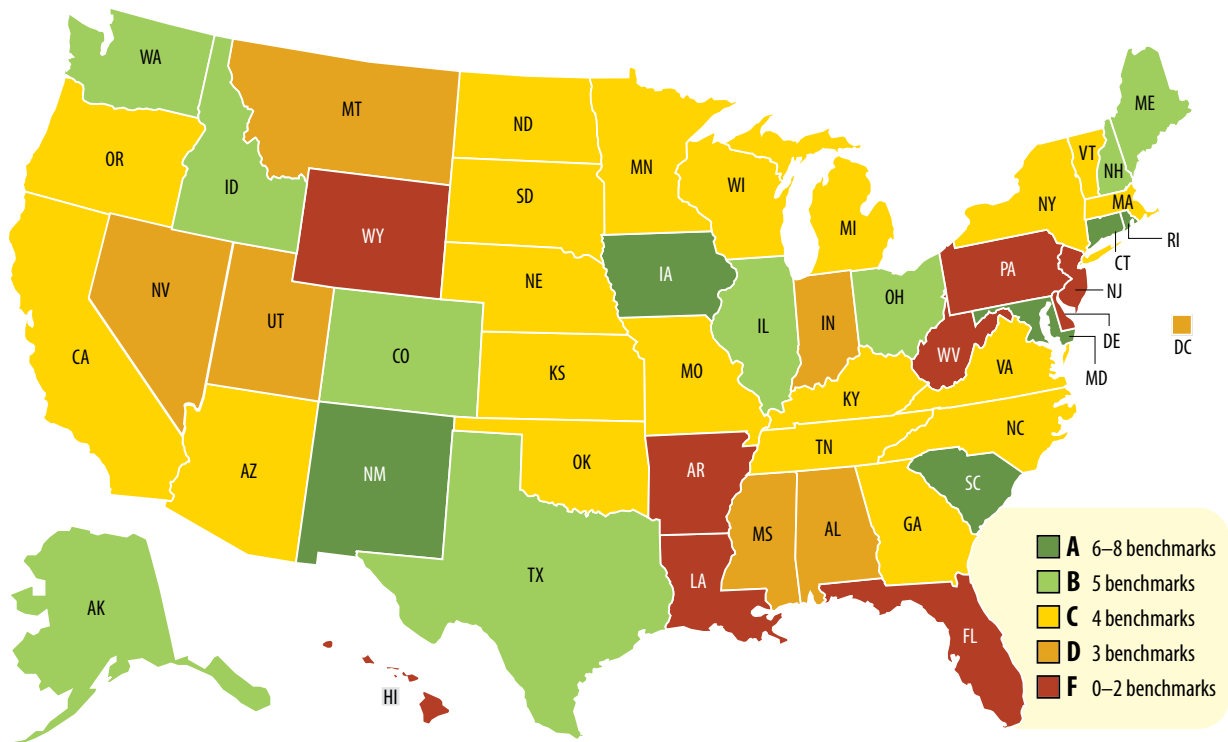 WA
ME
MT
ND
VT
MN
OR
NH
ID
SD
WI
NY
MA
MI
WY
RI
CT
PA
IA
NE
NJ
NV
OH
UT
IL
IN
DE
DC
CA
CO
WV
MD
KS
MO
VA
KY
NC
TN
AZ
NM
OK
AR
SC
GA
MS
AL
TX
LA
AK
FL
HI
A 6–8 benchmarks
B 5 benchmarks
C 4 benchmarks
D 3 benchmarks
F 0–2 benchmarks